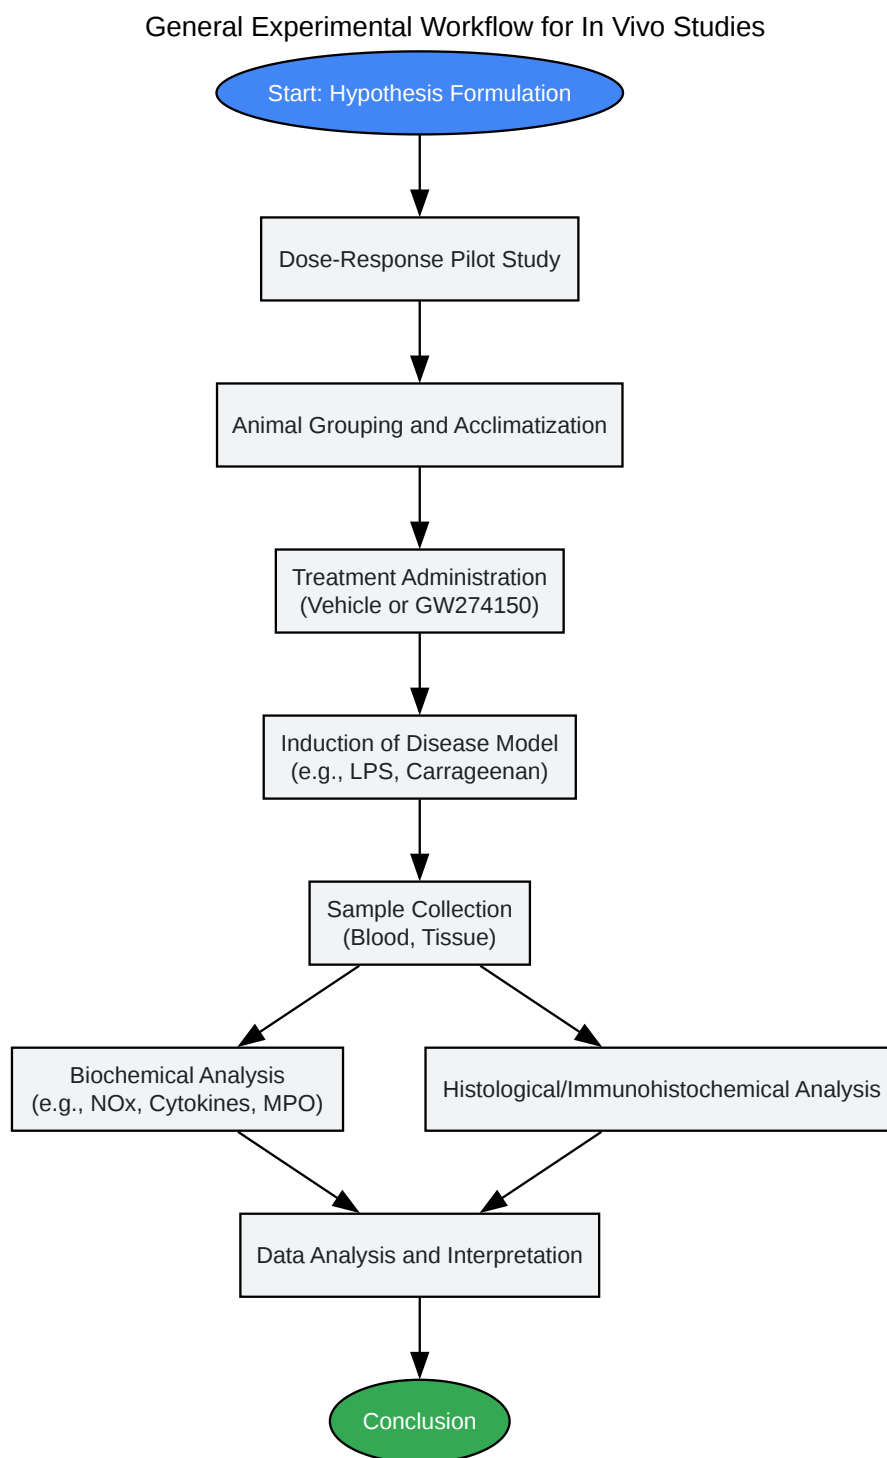 General Experimental Workflow for In Vivo Studies
Start: Hypothesis Formulation
Dose-Response Pilot Study
Animal Grouping and Acclimatization
Treatment Administration
(Vehicle or GW274150)
Induction of Disease Model
(e.g., LPS, Carrageenan)
Sample Collection
(Blood, Tissue)
Biochemical Analysis
(e.g., NOx, Cytokines, MPO)
Histological/Immunohistochemical Analysis
Data Analysis and Interpretation
Conclusion